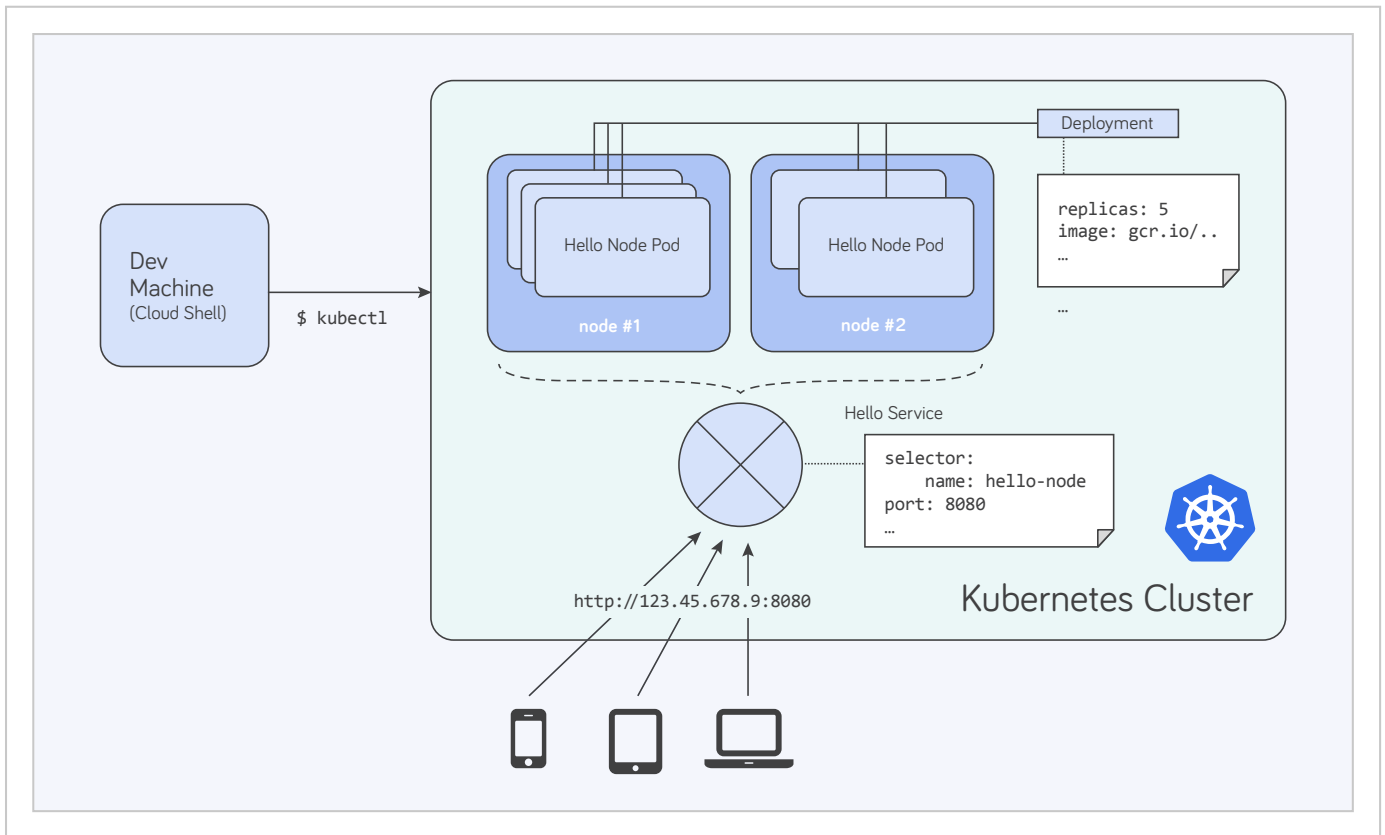 Deployment
replicas: 5
image: gcr.io/..
…
…
Hello Node Pod
node #1
Hello Node Pod
node #2
Dev
Machine
(Cloud Shell)
$ kubectl
Hello Service
selector:
    name: hello-node
port: 8080
…
http://123.45.678.9:8080
Kubernetes Cluster